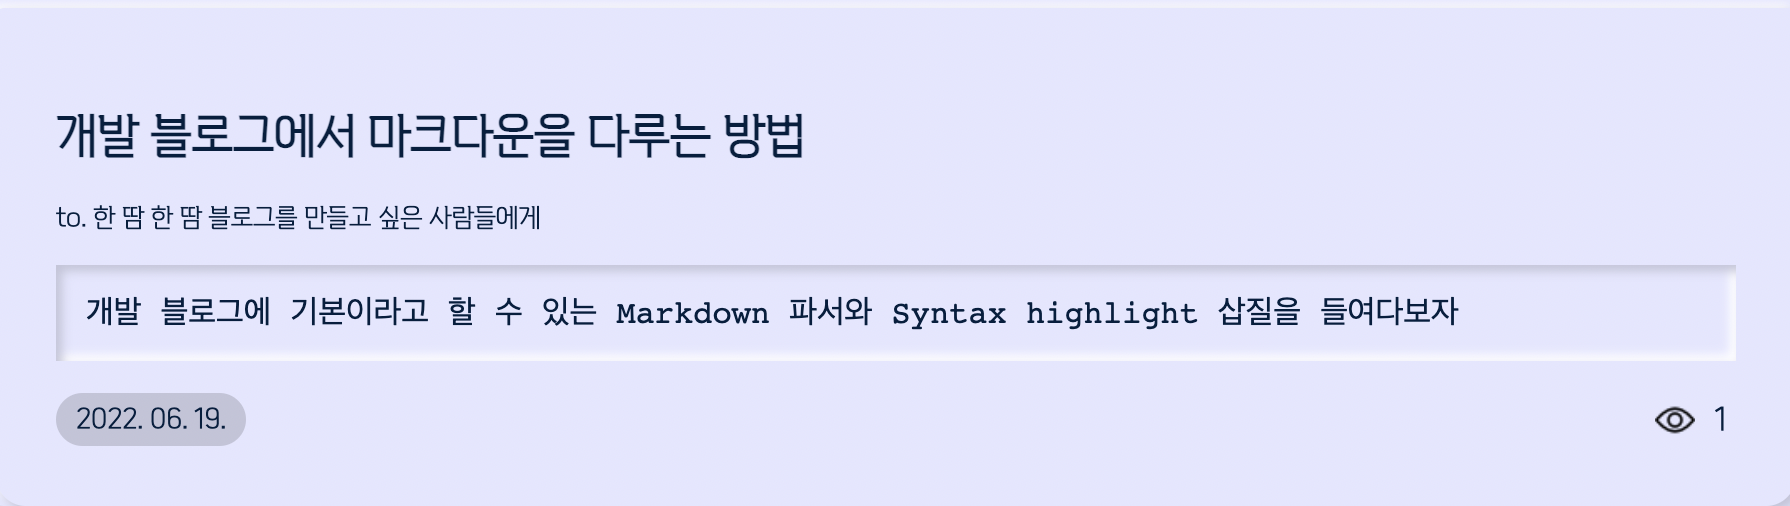 개발 블로그에서 마크다운을 다루는 방법
to. 한 땀 한 땀 블로그를 만들고 싶은 사람들에게
개발 블로그에 기본이라고 할 수 있는 Markdown 파서와 Syntax highlight 삽질을 들여다보자
2022. 06. 19.
1